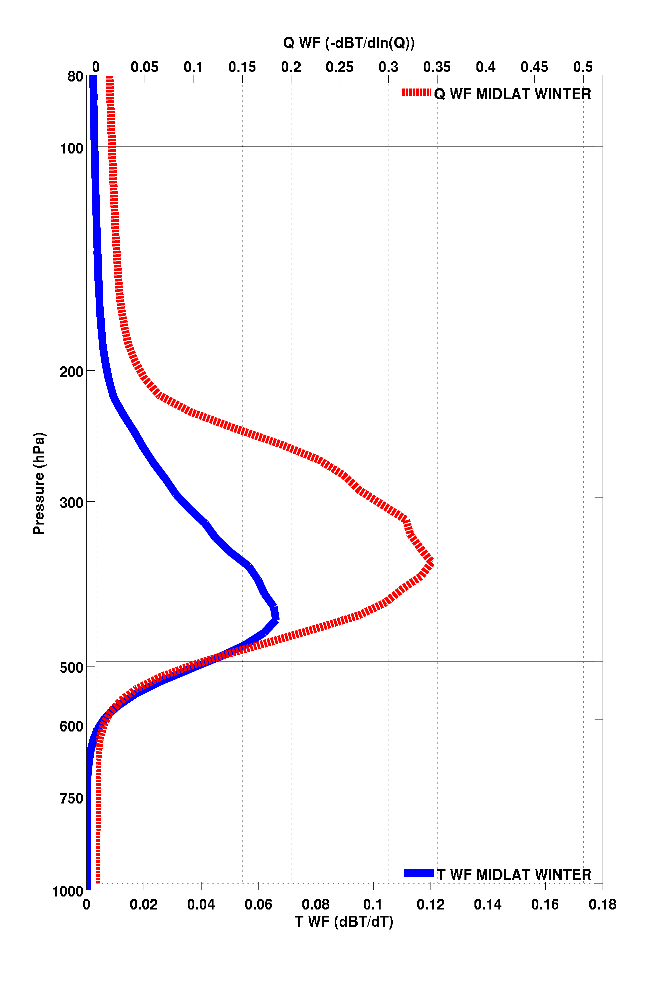 Q WF (-dBT/dln(Q))
0 0.05 0.1 0.15 0.2 0.25 0.3 0.35 0.4 0.45 0.5
80
Q WF MIDLAT WINTER
100
200
Pressure (hPa)
300
500
600
750
T WF MIDLAT WINTER
1000
0 0.02 0.04 0.06 0.08 0.1 0.12 0.14 0.16 0.18
T WF (dBT/dT)